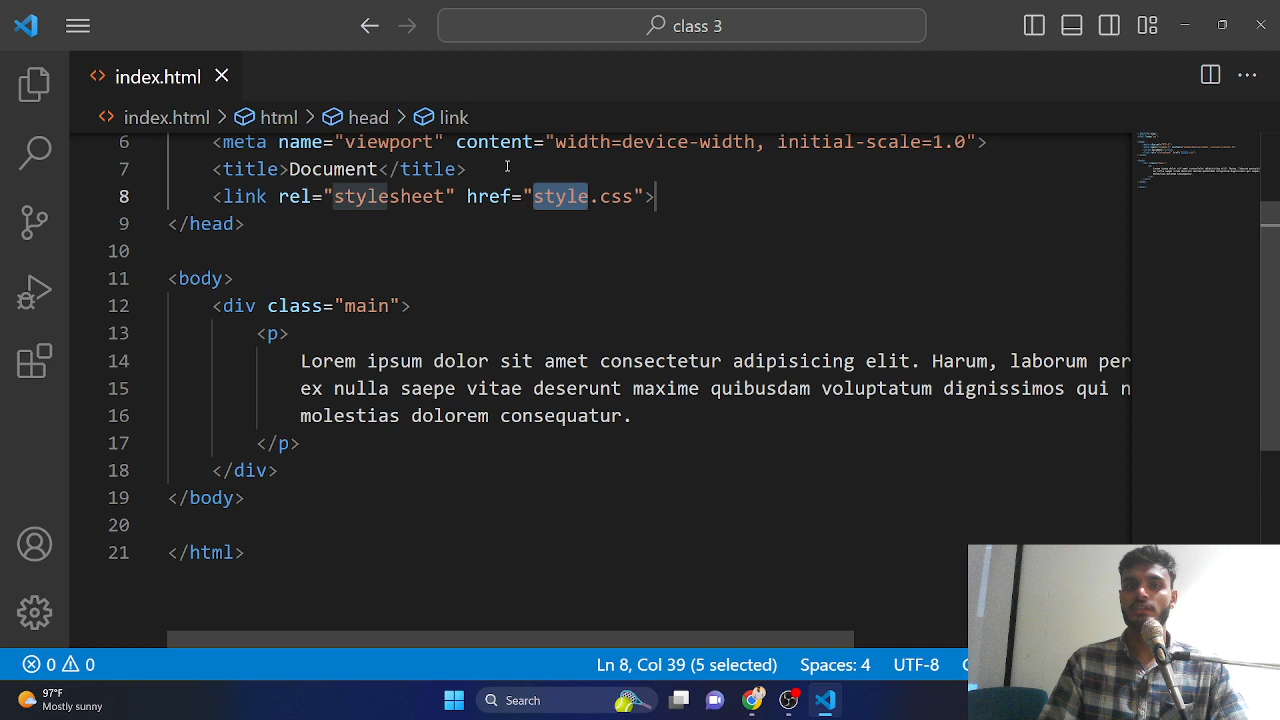 class 3
index.html
index.html > html > head > link
6 <meta name="viewport" content="width=device-width, initial-scale=1.0">
7 <title>Document</title>
8 <link rel="stylesheet" href="style.css">
9 </head>
10
11 <body>
12 <div class="main">
13 <p>
14 Lorem ipsum dolor sit amet consectetur adipisicing elit. Harum, laborum per
15 ex nulla saepe vitae deserunt maxime quibusdam voluptatum dignissimos qui n
16 molestias dolorem consequatur.
17 </p>
18 </div>
19 </body>
20
21 </html>
0 0 Ln 8, Col 39 (5 selected) Spaces: 4 UTF-8
97°F
Mostly sunny
Search